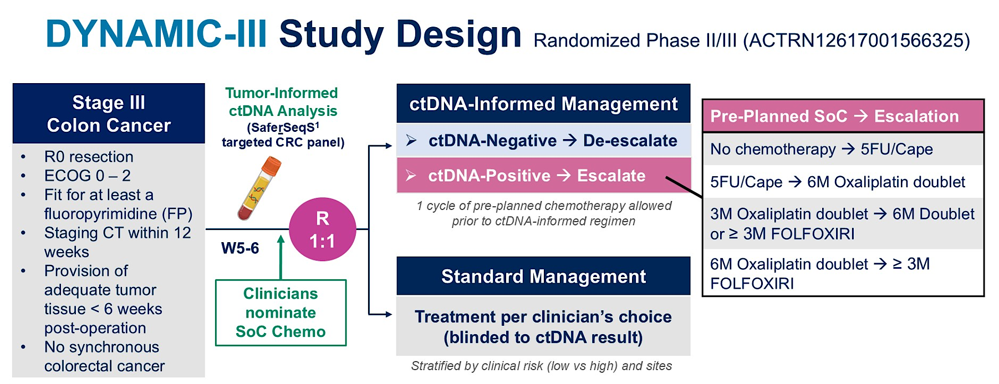 DYNAMIC-III Study Design Randomized Phase II/III (ACTRN12617001566325)
Stage III
Colon Cancer
• R0 resection
• ECOG 0 – 2
• Fit for at least a
fluoropyrimidine (FP)
• Staging CT within 12
weeks
• Provision of
adequate tumor
tissue < 6 weeks
post-operation
• No synchronous
colorectal cancer
Tumor-Informed
ctDNA Analysis
(SaferSeqS¹
targeted CRC panel)
W5-6
R
1:1
Clinicians
nominate
SoC Chemo
ctDNA-Informed Management
➢ ctDNA-Negative → De-escalate
➢ ctDNA-Positive → Escalate
1 cycle of pre-planned chemotherapy allowed
prior to ctDNA-informed regimen
Standard Management
Treatment per clinician's choice
(blinded to ctDNA result)
Stratified by clinical risk (low vs high) and sites
Pre-Planned SoC → Escalation
No chemotherapy → 5FU/Cape
5FU/Cape → 6M Oxaliplatin doublet
3M Oxaliplatin doublet → 6M Doublet
or ≥ 3M FOLFOXIRI
6M Oxaliplatin doublet → ≥ 3M
FOLFOXIRI